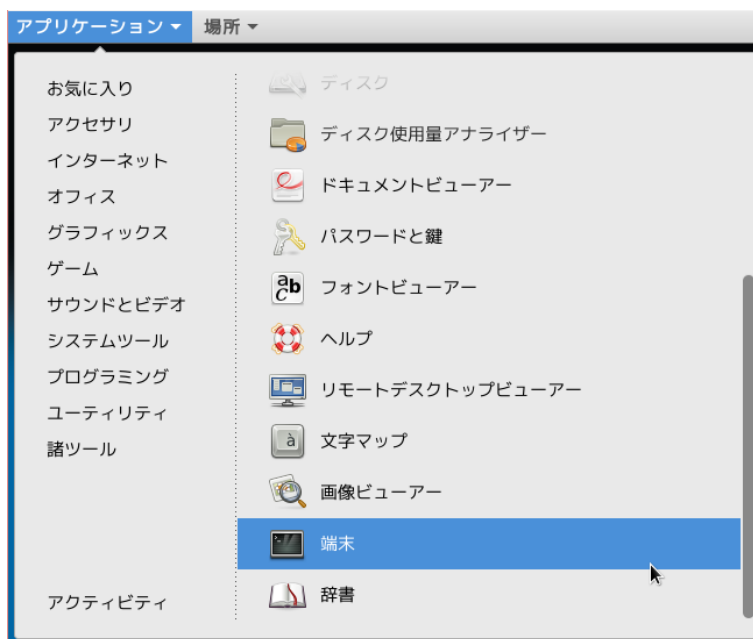 アプリケーション 場所
お気に入り
アクセサリ
インターネット
オフィス
グラフィックス
ゲーム
サウンドとビデオ
システムツール
プログラミング
ユーティリティ
諸ツール
アクティビティ
ディスク
ディスク使用量アナライザー
ドキュメントビューアー
パスワードと鍵
フォントビューアー
ヘルプ
リモートデスクトップビューアー
文字マップ
画像ビューアー
端末
辞書